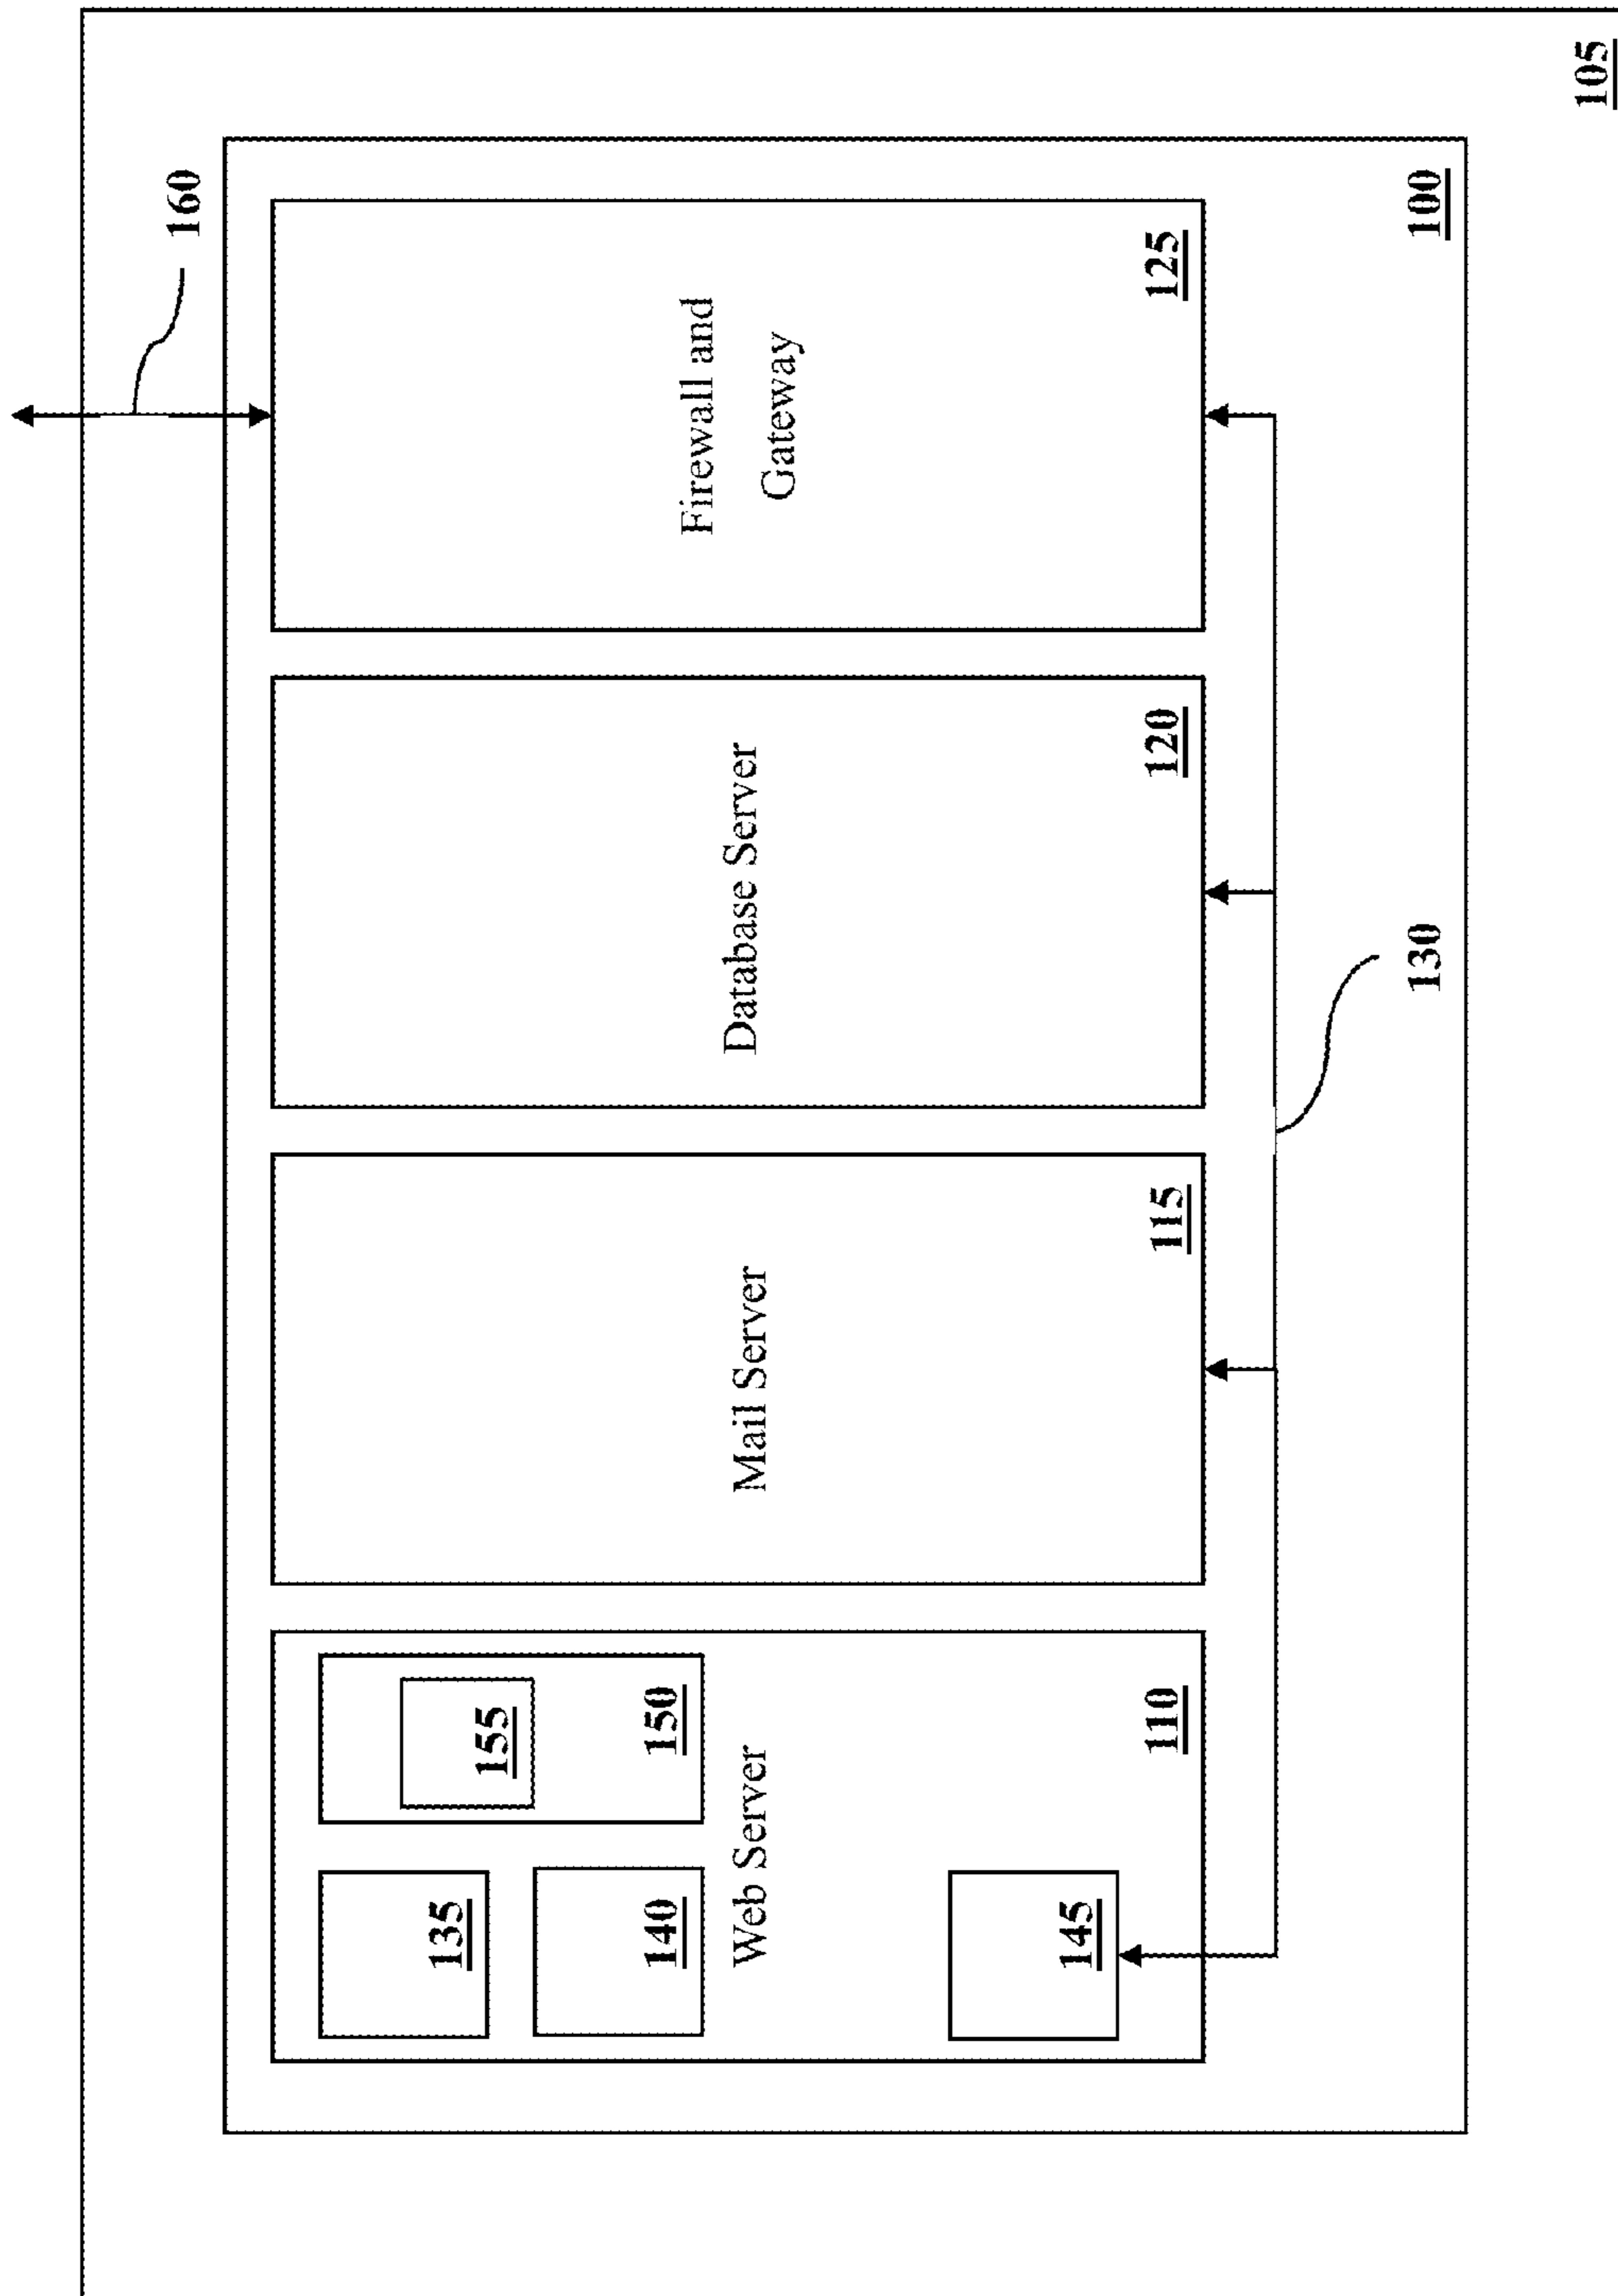 160
135
155
140
150
Web Server
145
110
Mail Server
115
Database Server
120
Firewall and
Gateway
125
130
100
105